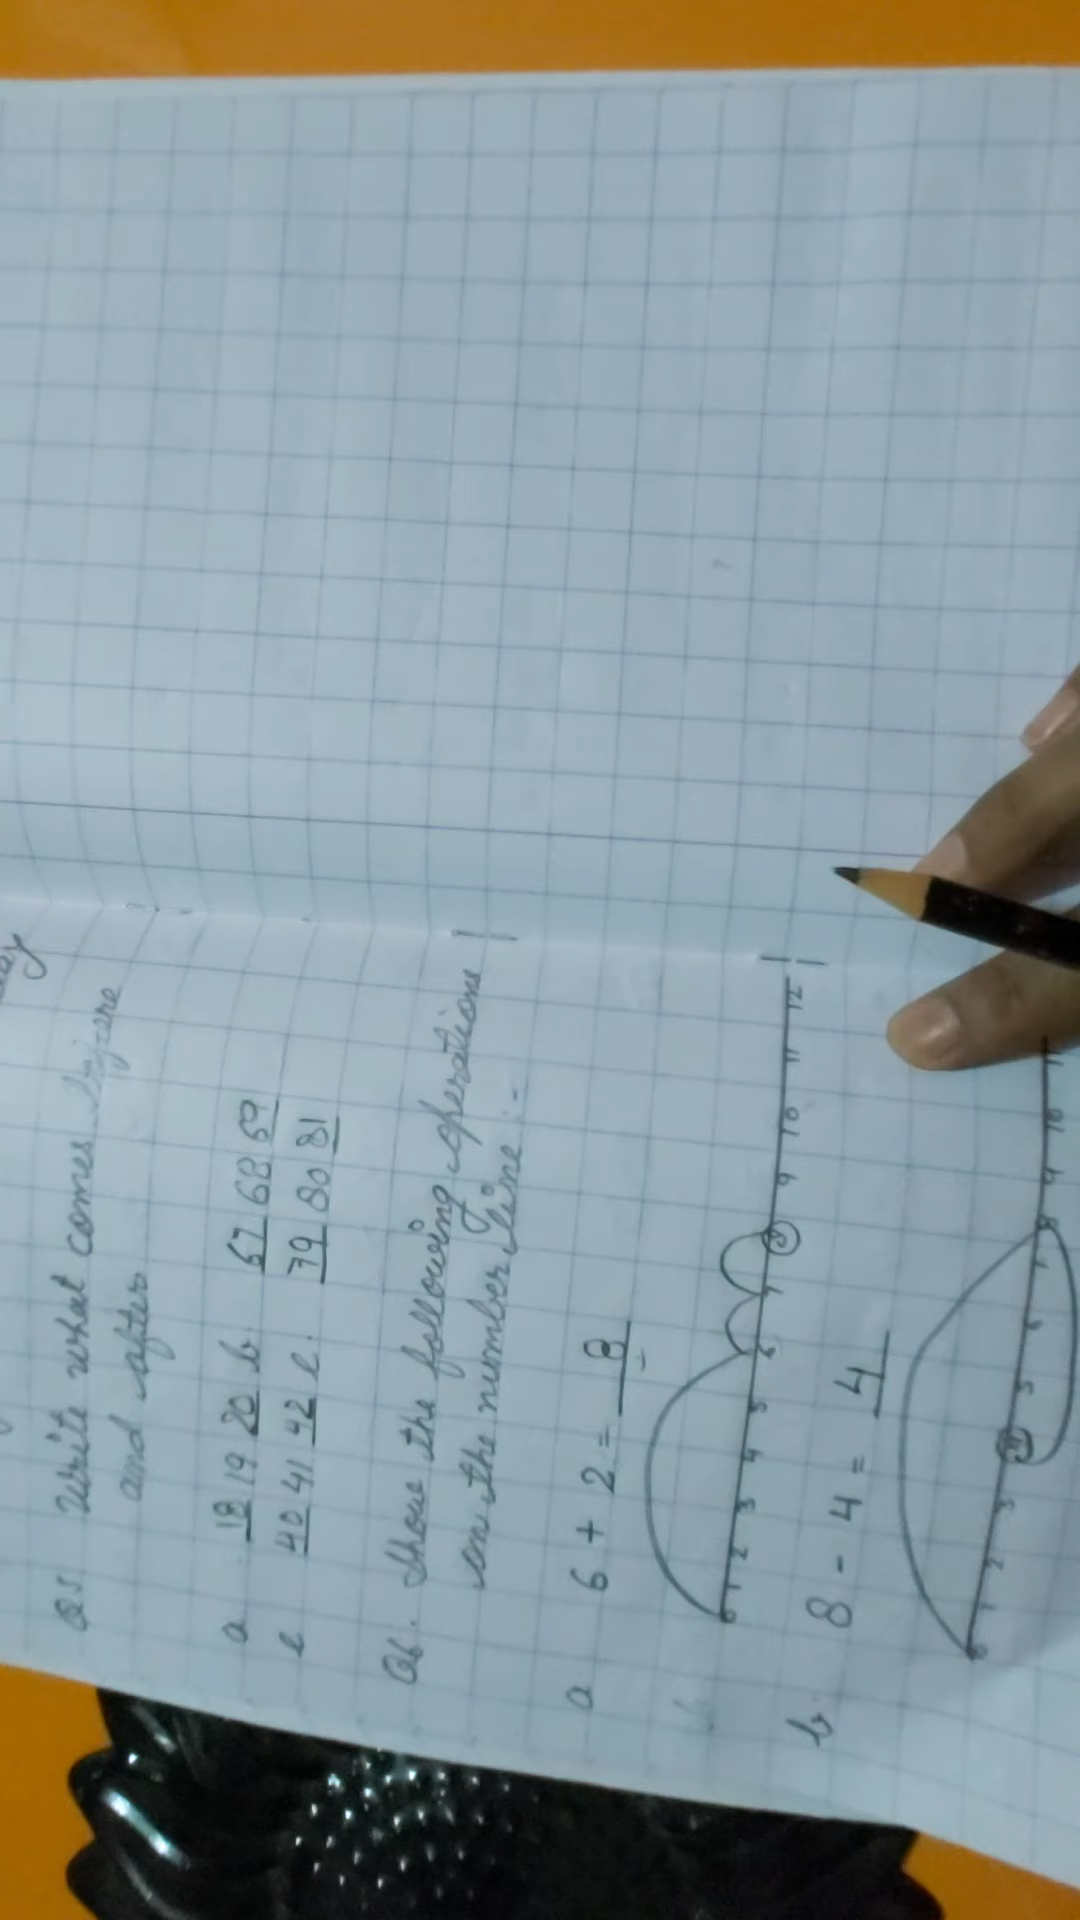 Q5 Write what comes before
and after
a 18 19 20 b. 67 68 69
c 40 41 42 c. 79 80 81
Q6. Show the following operations
on the number line :-
a 6 + 2 = 8
0 1 2 3 4 5 6 7 8 9 10 11 12
b. 8 - 4 = 4
0 1 2 3 4 5 6 7 8 9 10 11